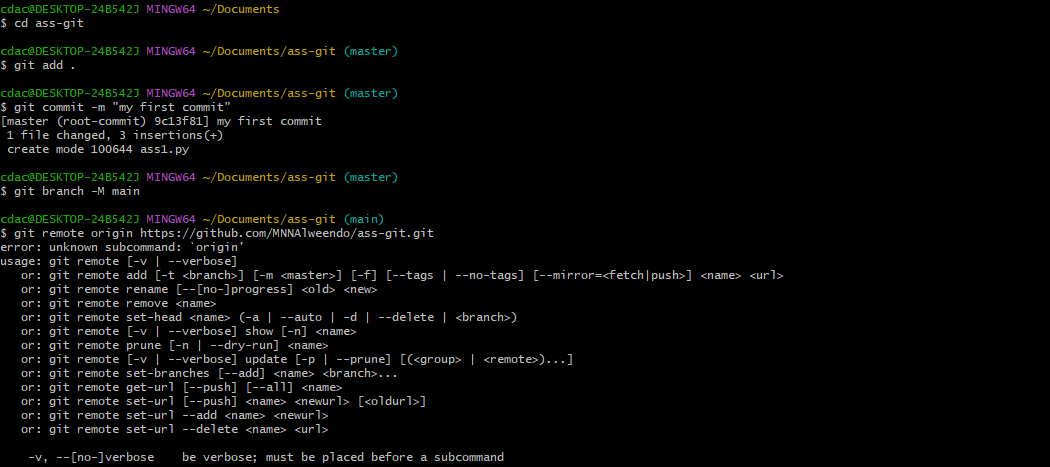 cdac@DESKTOP-24B542J MINGW64 ~/Documents
$ cd ass-git
cdac@DESKTOP-24B542J MINGW64 ~/Documents/ass-git (master)
$ git add .
cdac@DESKTOP-24B542J MINGW64 ~/Documents/ass-git (master)
$ git commit -m "my first commit"
[master (root-commit) 9c13f81] my first commit
 1 file changed, 3 insertions(+)
 create mode 100644 ass1.py
cdac@DESKTOP-24B542J MINGW64 ~/Documents/ass-git (master)
$ git branch -M main
cdac@DESKTOP-24B542J MINGW64 ~/Documents/ass-git (main)
$ git remote origin https://github.com/MNNAlweendo/ass-git.git
error: unknown subcommand: `origin'
usage: git remote [-v | --verbose]
   or: git remote add [-t <branch>] [-m <master>] [-f] [--tags | --no-tags] [--mirror=<fetch|push>] <name> <url>
   or: git remote rename [--[no-]progress] <old> <new>
   or: git remote remove <name>
   or: git remote set-head <name> (-a | --auto | -d | --delete | <branch>)
   or: git remote [-v | --verbose] show [-n] <name>
   or: git remote prune [-n | --dry-run] <name>
   or: git remote [-v | --verbose] update [-p | --prune] [(<group> | <remote>)...]
   or: git remote set-branches [--add] <name> <branch>...
   or: git remote get-url [--push] [--all] <name>
   or: git remote set-url [--push] <name> <newurl> [<oldurl>]
   or: git remote set-url --add <name> <newurl>
   or: git remote set-url --delete <name> <url>
    -v, --[no-]verbose    be verbose; must be placed before a subcommand